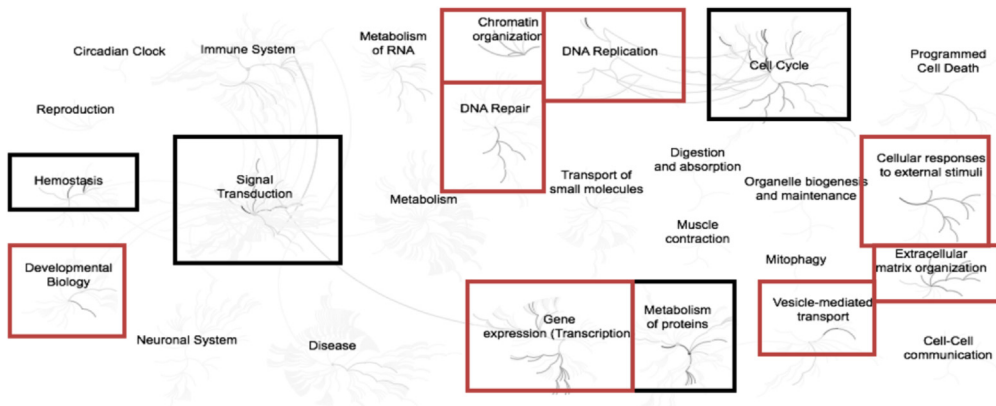 Circadian Clock
Immune System
Metabolism
of RNA
Chromatin
organization
DNA Replication
Cell Cycle
Programmed
Cell Death
Reproduction
DNA Repair
Hemostasis
Signal
Transduction
Metabolism
Transport of
small molecules
Digestion
and absorption
Organelle biogenesis
and maintenance
Cellular responses
to external stimuli
Muscle
contraction
Mitophagy
Extracellular
matrix organization
Developmental
Biology
Neuronal System
Disease
Gene
expression (Transcription
Metabolism
of proteins
Vesicle-mediated
transport
Cell-Cell
communication